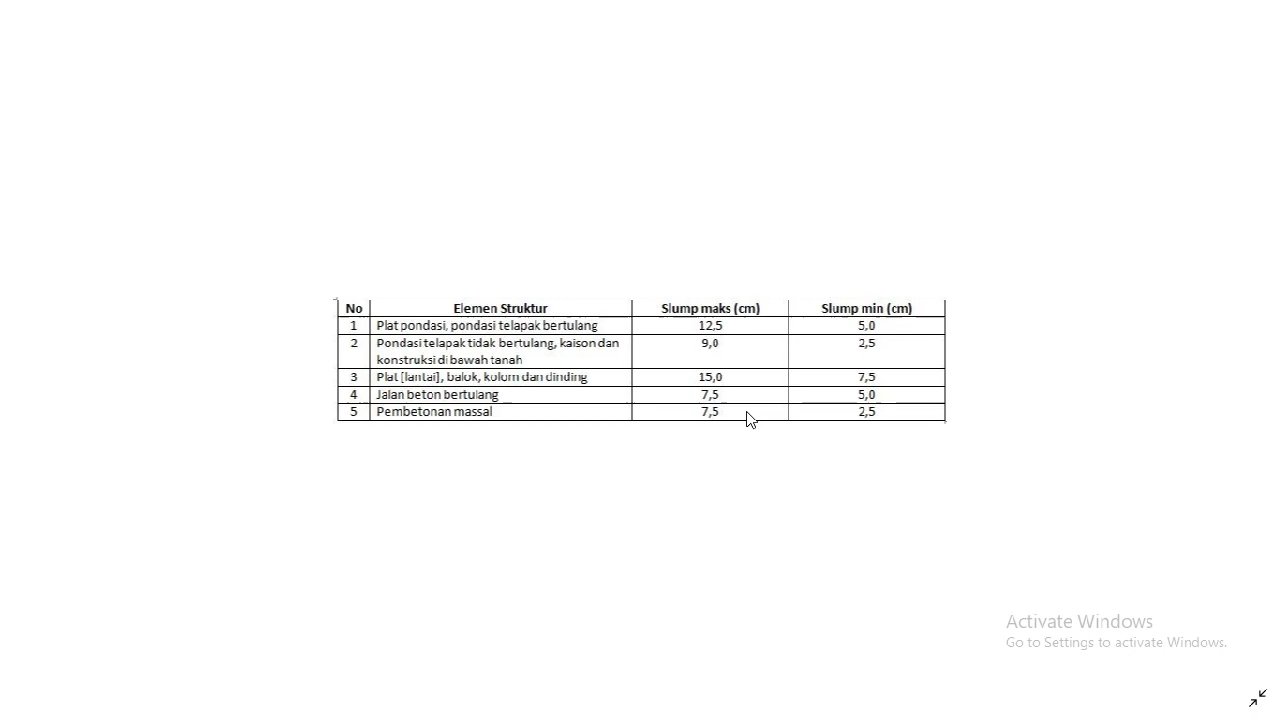 No Elemen Struktur Slump maks (cm) Slump min (cm)
1 Plat pondasi, pondasi telapak bertulang 12,5 5,0
2 Pondasi telapak tidak bertulang, kaison dan 9,0 2,5
konstruksi di bawah tanah
3 Plat [lantai], balok, kolom dan dinding 15,0 7,5
4 Jalan beton bertulang 7,5 5,0
5 Pembetonan massal 7,5 2,5
Activate Windows
Go to Settings to activate Windows.